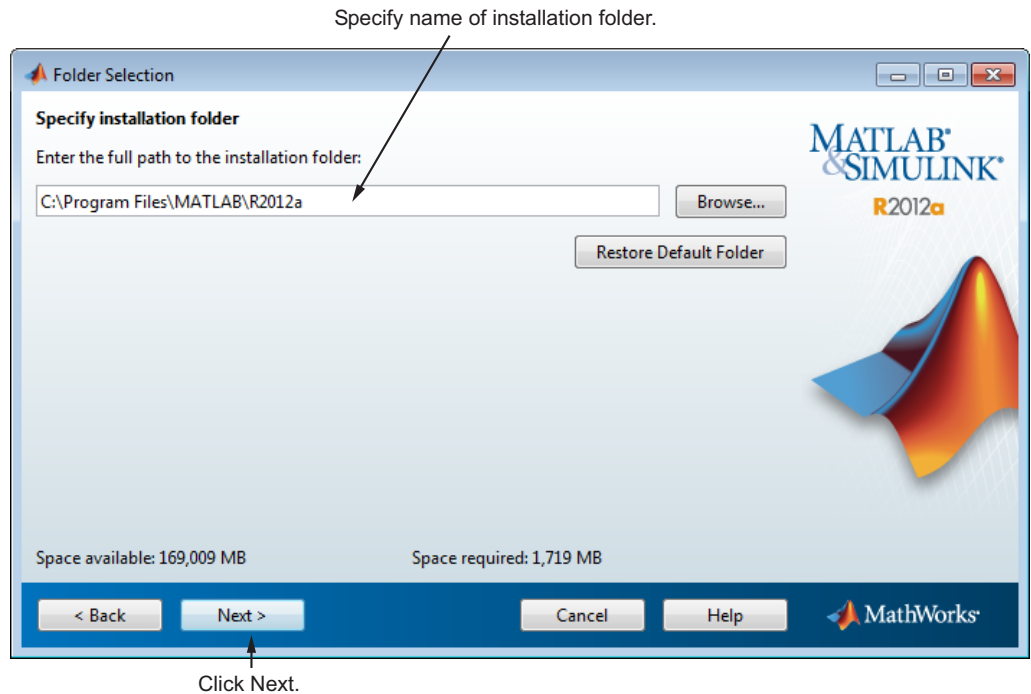 Specify name of installation folder.
Folder Selection
Specify installation folder
Enter the full path to the installation folder:
C:\Program Files\MATLAB\R2012a
Browse...
Restore Default Folder
MATLAB®
&SIMULINK®
R2012a
Space available: 169,009 MB
Space required: 1,719 MB
< Back
Next >
Cancel
Help
MathWorks®
Click Next.